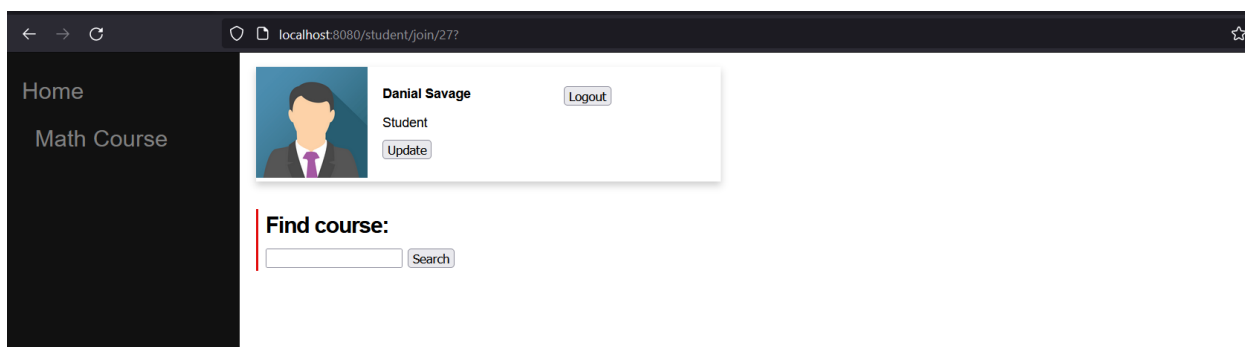 localhost:8080/student/join/27?
Home
Math Course
Danial Savage
Logout
Student
Update
Find course:
Search